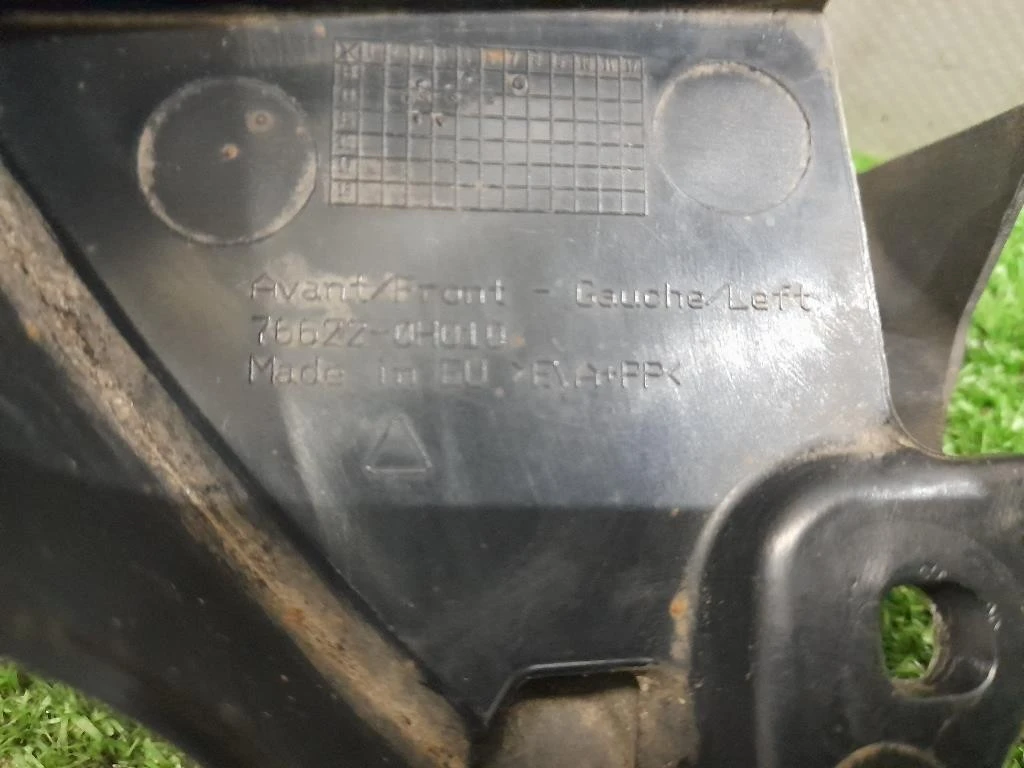 Avant/Front - Gauche/Left
76622-0H010
Made in EU >E\A+PP<